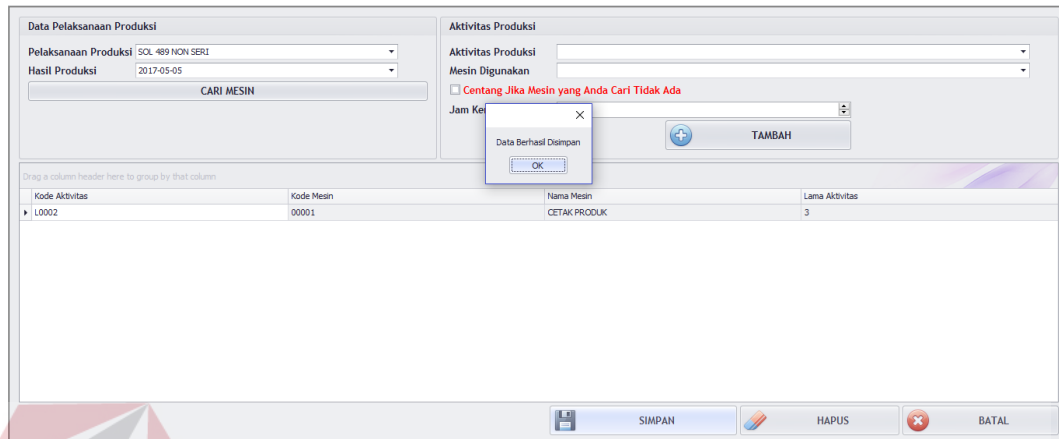 Data Pelaksanaan Produksi
Pelaksanaan Produksi SOL 489 NON SERI
Hasil Produksi 2017-05-05
CARI MESIN
Aktivitas Produksi
Aktivitas Produksi
Mesin Digunakan
Centang Jika Mesin yang Anda Cari Tidak Ada
Jam
TAMBAH
Data Berhasil Disimpan
OK
Drag a column header here to group by that column
Kode Aktivitas Kode Mesin Nama Mesin Lama Aktivitas
L0002 00001 CETAK PRODUK 3
SIMPAN HAPUS BATAL